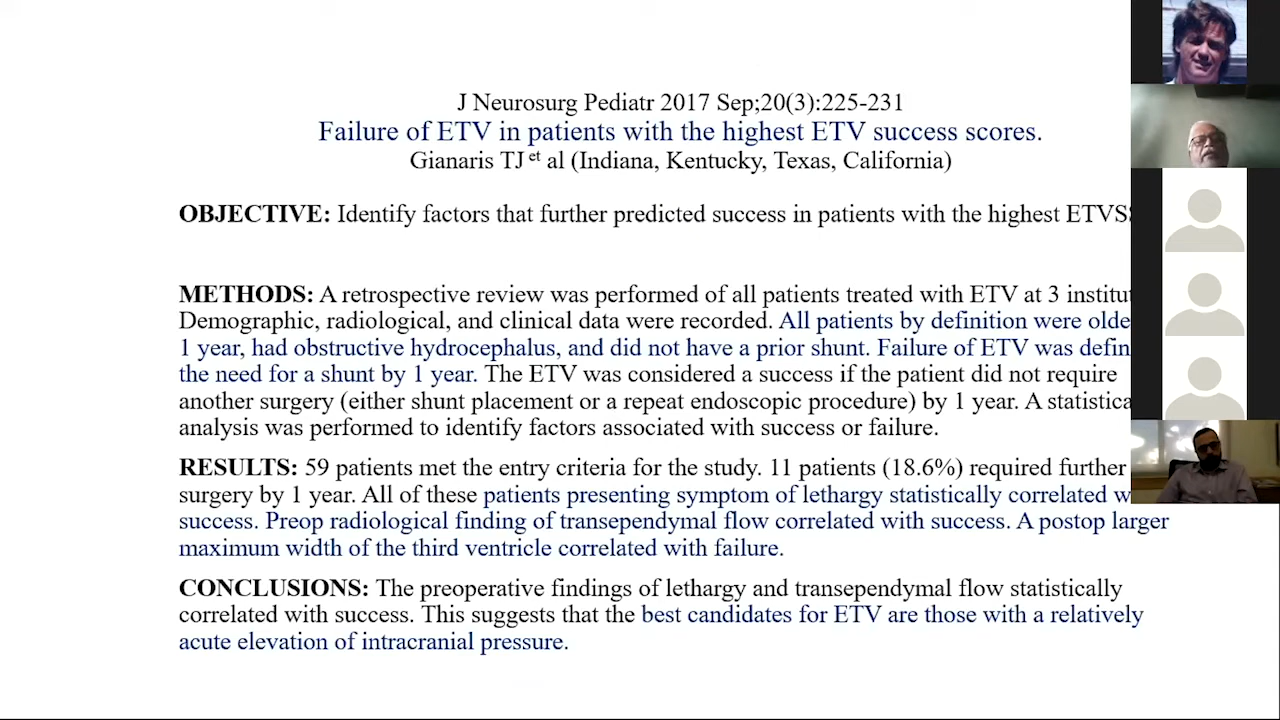 J Neurosurg Pediatr 2017 Sep;20(3):225-231
Failure of ETV in patients with the highest ETV success scores.
Gianaris TJ et al (Indiana, Kentucky, Texas, California)
OBJECTIVE: Identify factors that further predicted success in patients with the highest
METHODS: A retrospective review was performed of all patients treated with ETV at 3
Demographic, radiological, and clinical data were recorded. All patients by definition were
1 year, had obstructive hydrocephalus, and did not have a prior shunt. Failure of ETV was
the need for a shunt by 1 year. The ETV was considered a success if the patient did not require
another surgery (either shunt placement or a repeat endoscopic procedure) by 1 year. A
analysis was performed to identify factors associated with success or failure.
RESULTS: 59 patients met the entry criteria for the study. 11 patients (18.6%) required further
surgery by 1 year. All of these patients presenting symptom of lethargy statistically correlated
success. Preop radiological finding of transependymal flow correlated with success. A postop larger
maximum width of the third ventricle correlated with failure.
CONCLUSIONS: The preoperative findings of lethargy and transependymal flow statistically
correlated with success. This suggests that the best candidates for ETV are those with a relatively
acute elevation of intracranial pressure.